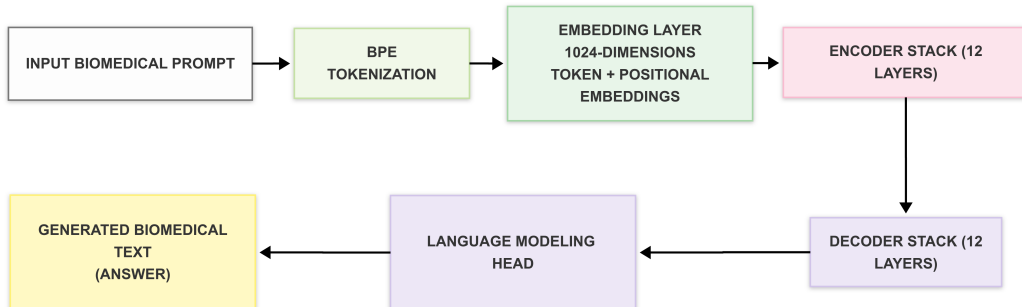 INPUT BIOMEDICAL PROMPT
BPE
TOKENIZATION
EMBEDDING LAYER
1024-DIMENSIONS
TOKEN + POSITIONAL
EMBEDDINGS
ENCODER STACK (12
LAYERS)
DECODER STACK (12
LAYERS)
LANGUAGE MODELING
HEAD
GENERATED BIOMEDICAL
TEXT
(ANSWER)